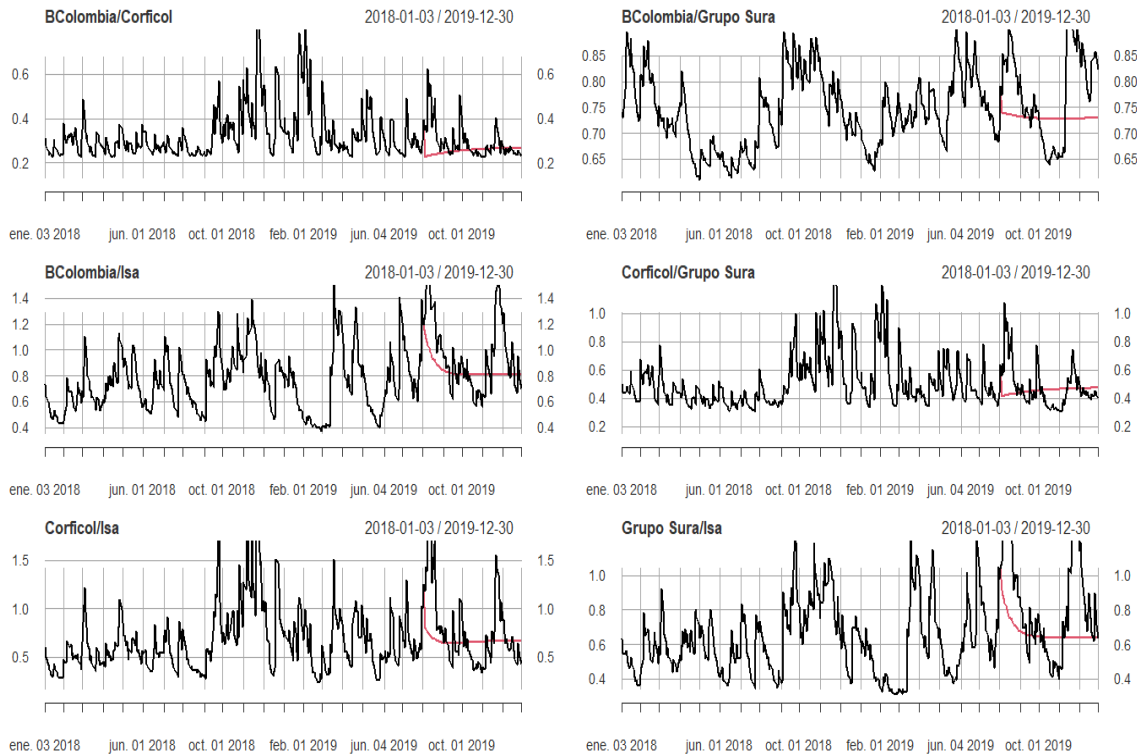 BColombia/Corficol 2018-01-03 / 2019-12-30
0.6 0.6
0.4 0.4
0.2 0.2
ene. 03 2018 jun. 01 2018 oct. 01 2018 feb. 01 2019 jun. 04 2019 oct. 01 2019
BColombia/Grupo Sura 2018-01-03 / 2019-12-30
0.85 0.85
0.80 0.80
0.75 0.75
0.70 0.70
0.65 0.65
ene. 03 2018 jun. 01 2018 oct. 01 2018 feb. 01 2019 jun. 04 2019 oct. 01 2019
BColombia/Isa 2018-01-03 / 2019-12-30
1.4 1.4
1.2 1.2
1.0 1.0
0.8 0.8
0.6 0.6
0.4 0.4
ene. 03 2018 jun. 01 2018 oct. 01 2018 feb. 01 2019 jun. 04 2019 oct. 01 2019
Corficol/Grupo Sura 2018-01-03 / 2019-12-30
1.0 1.0
0.8 0.8
0.6 0.6
0.4 0.4
0.2 0.2
ene. 03 2018 jun. 01 2018 oct. 01 2018 feb. 01 2019 jun. 04 2019 oct. 01 2019
Corficol/Isa 2018-01-03 / 2019-12-30
1.5 1.5
1.0 1.0
0.5 0.5
ene. 03 2018 jun. 01 2018 oct. 01 2018 feb. 01 2019 jun. 04 2019 oct. 01 2019
Grupo Sura/Isa 2018-01-03 / 2019-12-30
1.0 1.0
0.8 0.8
0.6 0.6
0.4 0.4
ene. 03 2018 jun. 01 2018 oct. 01 2018 feb. 01 2019 jun. 04 2019 oct. 01 2019